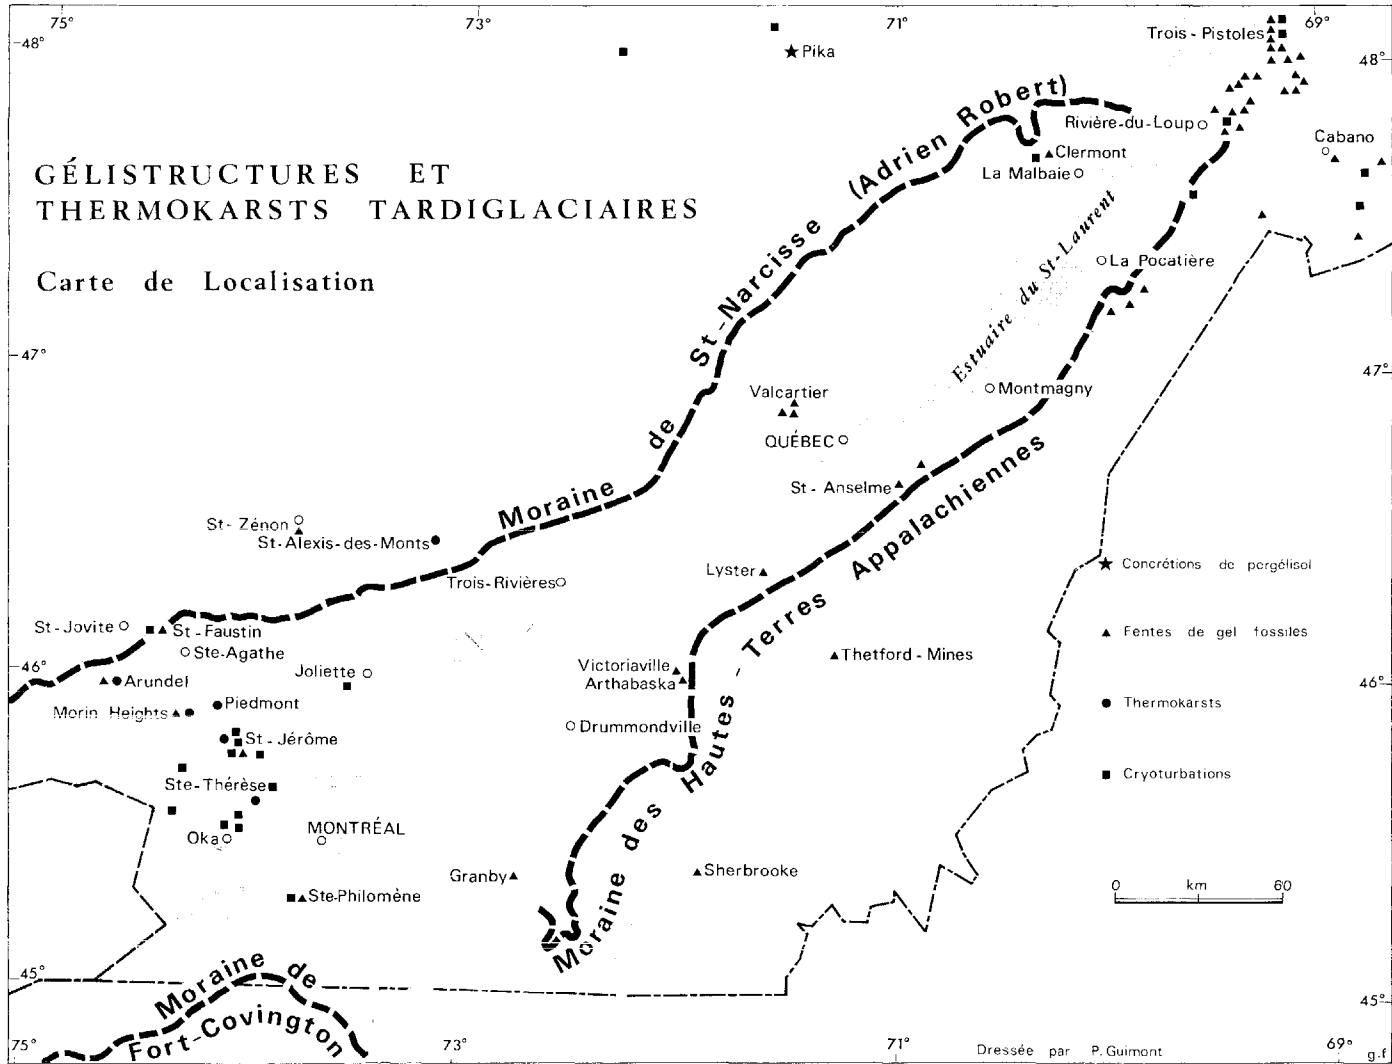 75°
73°
71°
69°
48°
Pika
Trois-Pistoles
48°
Moraine de St-Narcisse (Adrien Robert)
Rivière-du-Loup
Cabano
Clermont
La Malbaie
GÉLISTRUCTURES ET
THERMOKARSTS TARDIGLACIAIRES
Carte de Localisation
Estuaire du St-Laurent
La Pocatière
47°
47°
Valcartier
Montmagny
QUÉBEC
St-Anselme
St-Zénon
St-Alexis-des-Monts
Lyster
Trois-Rivières
Moraine des Hautes-Terres Appalachiennes
Concrétions de pergélisol
St-Jovite
St-Faustin
Fentes de gel fossiles
Ste-Agathe
46°
Joliette
Victoriaville
Arthabaska
Thetford-Mines
46°
Arundel
Morin Heights
Piedmont
Thermokarsts
Drummondville
St-Jérôme
Cryoturbations
Ste-Thérèse
Oka
MONTRÉAL
Granby
Sherbrooke
Ste-Philomène
0 km 60
45°
45°
Moraine de
Fort-Covington
75°
73°
71°
69°
Dressée par P. Guimont
g.f